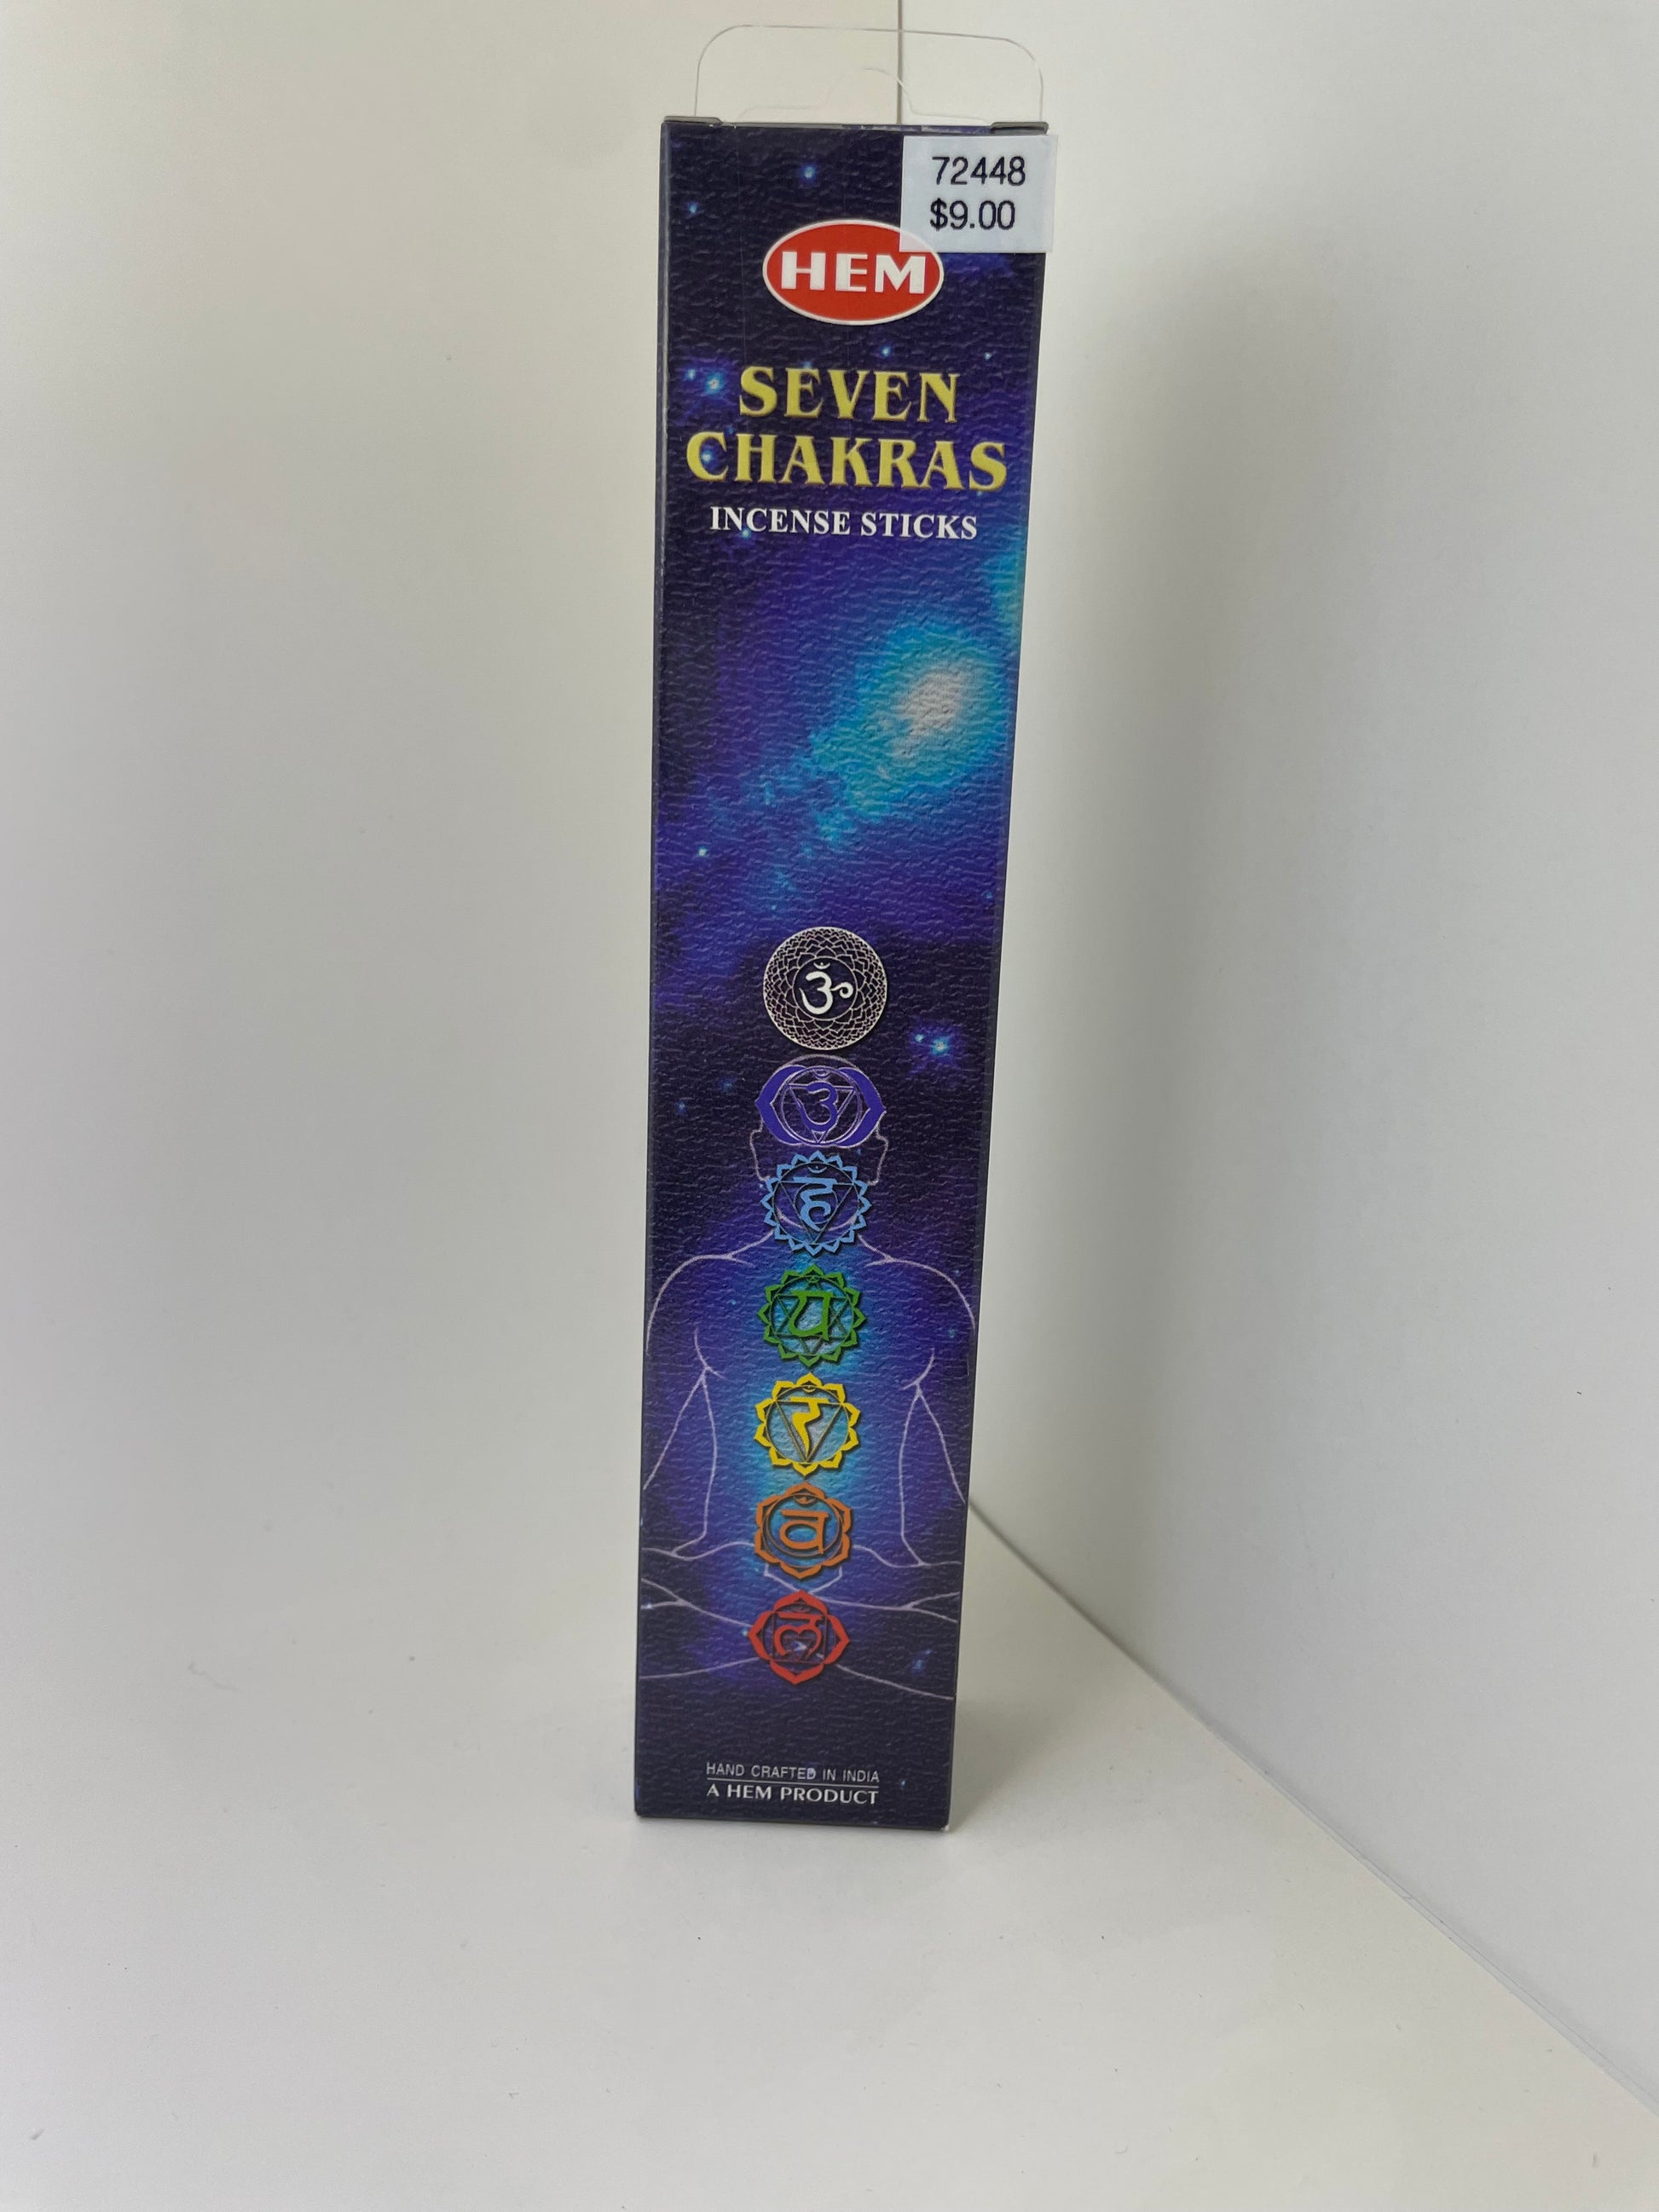 72448
$9.00
HEM
SEVEN
CHAKRAS
INCENSE STICKS
ॐ
ॐ
हं
यं
रं
वं
लं
HAND CRAFTED IN INDIA
A HEM PRODUCT